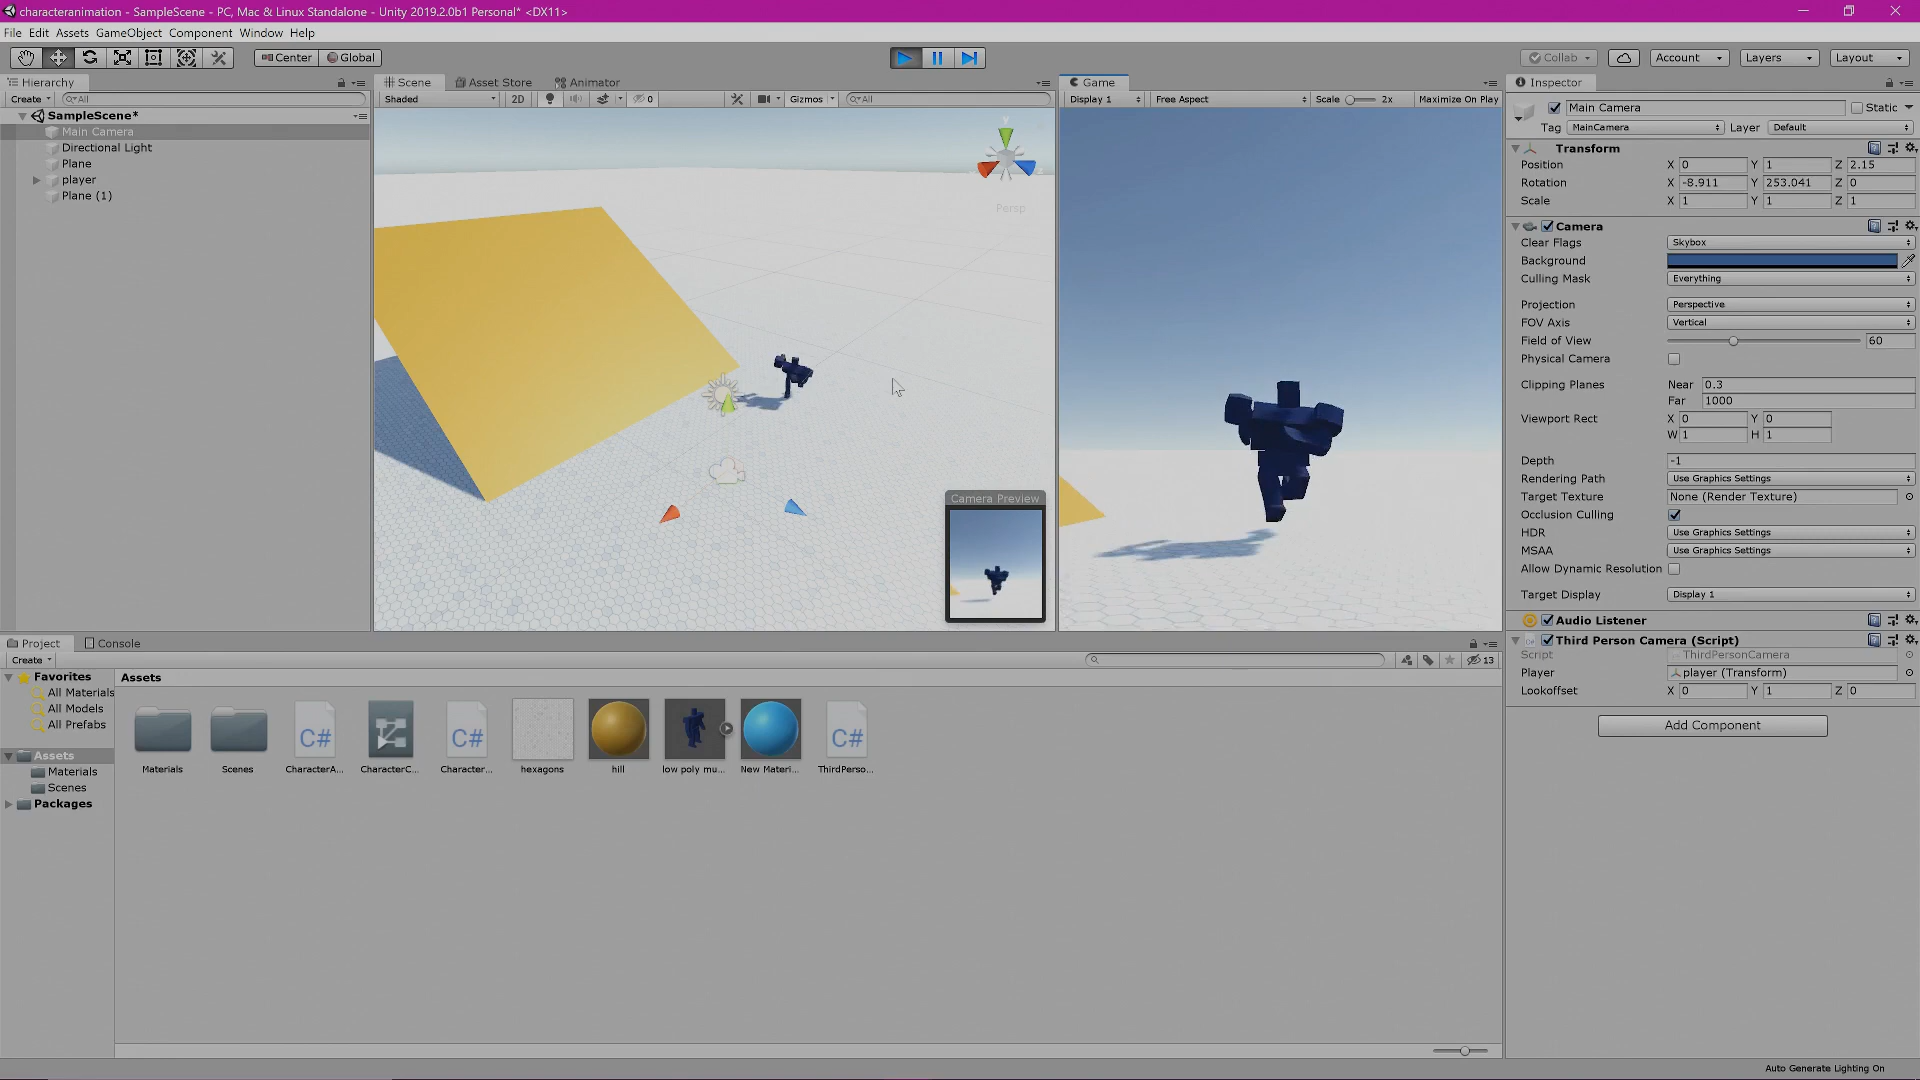 characteranimation - SampleScene - PC, Mac & Linux Standalone - Unity 2019.2.0b1 Personal* <DX11>
File Edit Assets GameObject Component Window Help
Center Global Collab Account Layers Layout
Hierarchy
Create All
SampleScene*
Main Camera
Directional Light
Plane
player
Plane (1)
Scene Asset Store Animator
Shaded 2D 0 Gizmos All
Persp
Camera Preview
Game
Display 1 Free Aspect Scale 2x Maximize On Play
Inspector
Main Camera Static
Tag MainCamera Layer Default
Transform
Position X 0 Y 1 Z 2.15
Rotation X -8.911 Y 253.041 Z 0
Scale X 1 Y 1 Z 1
Camera
Clear Flags Skybox
Background
Culling Mask Everything
Projection Perspective
FOV Axis Vertical
Field of View 60
Physical Camera
Clipping Planes Near 0.3
Far 1000
Viewport Rect X 0 Y 0
W 1 H 1
Depth -1
Rendering Path Use Graphics Settings
Target Texture None (Render Texture)
Occlusion Culling
HDR Use Graphics Settings
MSAA Use Graphics Settings
Allow Dynamic Resolution
Target Display Display 1
Audio Listener
Third Person Camera (Script)
Script ThirdPersonCamera
Player player (Transform)
Lookoffset X 0 Y 1 Z 0
Add Component
Project Console
Create 13
Favorites
All Materials
All Models
All Prefabs
Assets
Materials
Scenes
Packages
Assets
C# C# C#
Materials Scenes CharacterA... CharacterC... Character... hexagons hill low poly mu... New Materi... ThirdPerso...
Auto Generate Lighting On